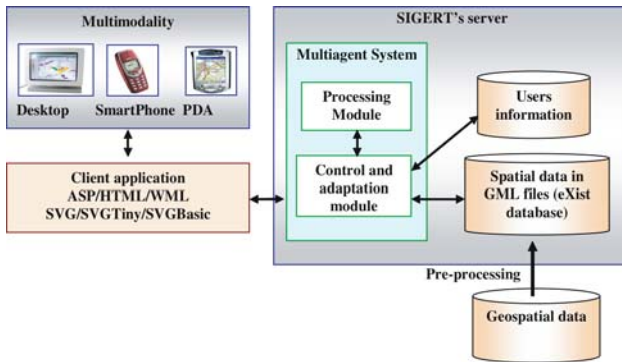 Multimodality
Desktop SmartPhone PDA
Client application
ASP/HTML/WML
SVG/SVGTiny/SVGBasic
SIGERT's server
Multiagent System
Processing
Module
Control and
adaptation
module
Users
information
Spatial data in
GML files (eXist
database)
Pre-processing
Geospatial data